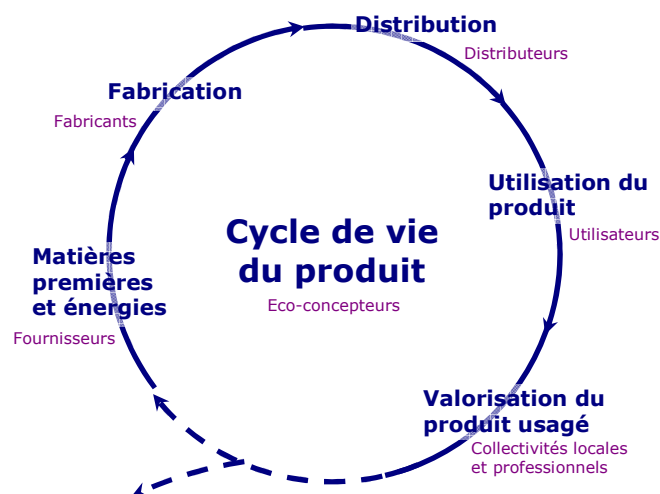 Distribution
Distributeurs
Fabrication
Fabricants
Utilisation du
produit
Utilisateurs
Cycle de vie
du produit
Eco-concepteurs
Matières
premières
et énergies
Fournisseurs
Valorisation du
produit usagé
Collectivités locales
et professionnels